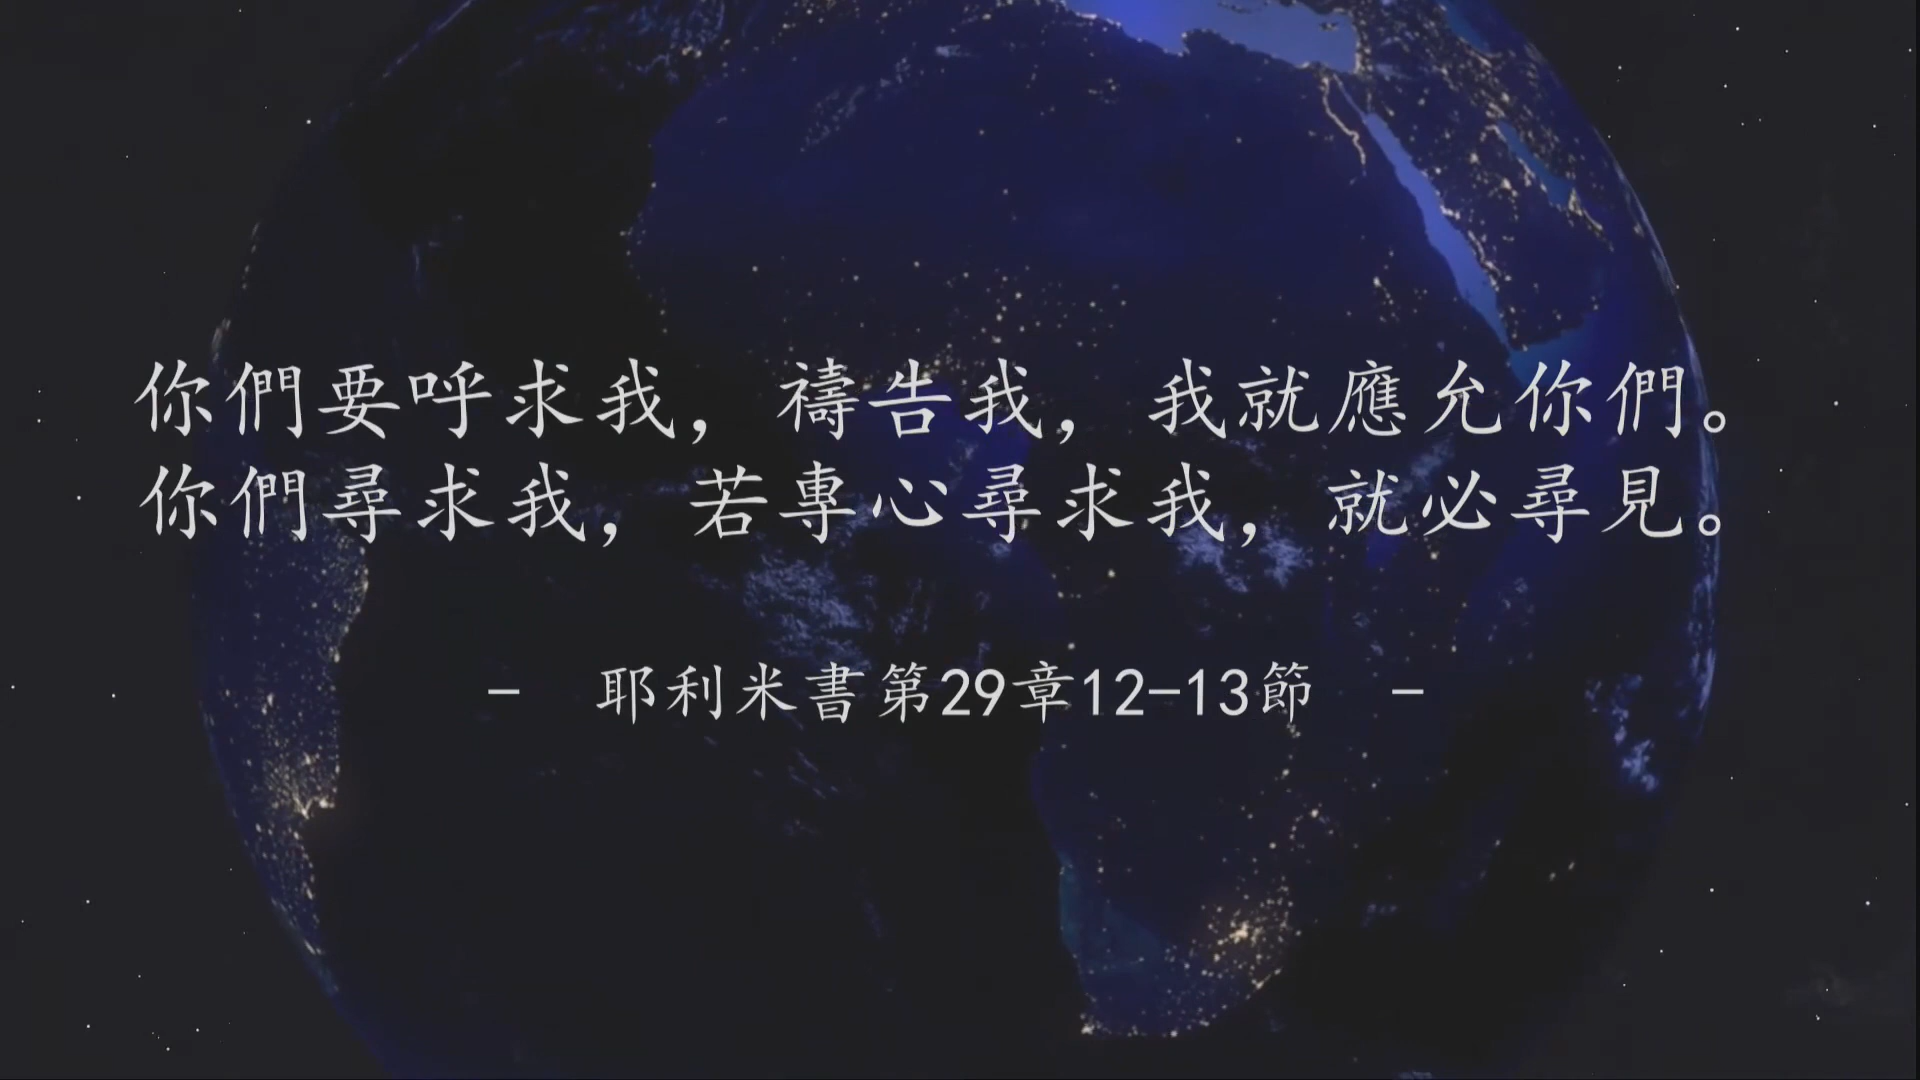 你們要呼求我，禱告我，我就應允你們。
你們尋求我，若專心尋求我，就必尋見。
- 耶利米書第29章12-13節 -